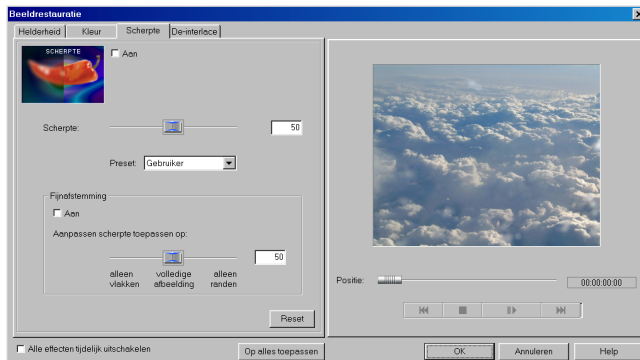 Beeldrestauratie
Helderheid Kleur Scherpte De-interlace
SCHERPTE
Aan
Scherpte: 50
Preset: Gebruiker
Fijnafstemming
Aan
Aanpassen scherpte toepassen op:
50
alleen vlakken volledige afbeelding alleen randen
Positie: 00:00:00:00
Reset
Alle effecten tijdelijk uitschakelen Op alles toepassen OK Annuleren Help